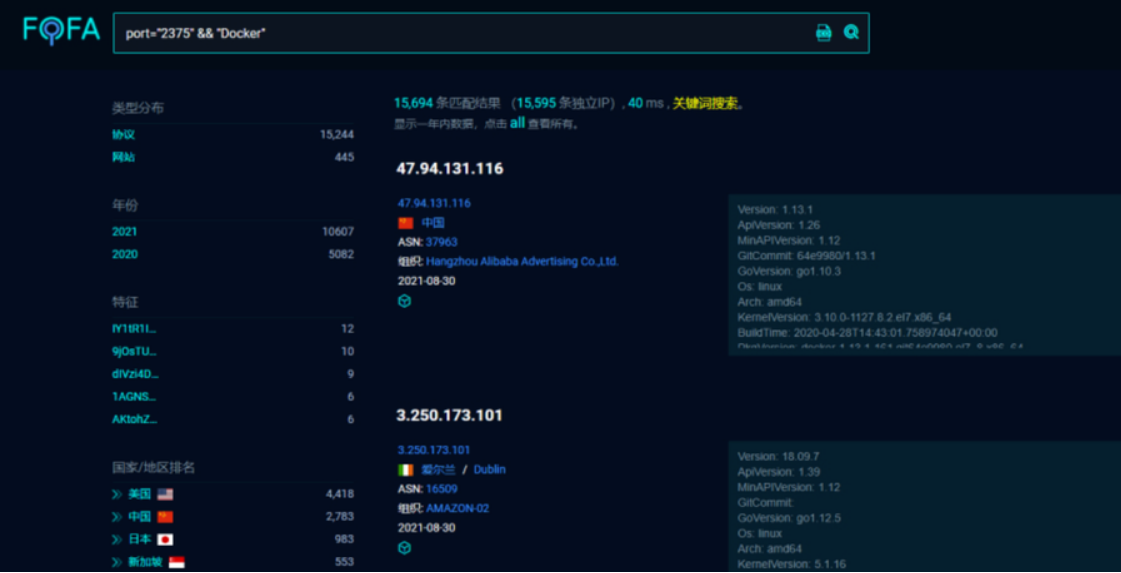 FOFA
port="2375" && "Docker"
类型分布
协议 15,244
网站 445
年份
2021 10607
2020 5082
特征
IY1tR1I... 12
9jOsTU... 10
dIVzi4D... 9
1AGNS... 6
AKtohZ... 6
国家/地区排名
美国 4,418
中国 2,783
日本 983
新加坡 553
15,694 条匹配结果 (15,595 条独立IP) , 40 ms , 关键词搜索。
显示一年内数据, 点击 all 查看所有。
47.94.131.116
47.94.131.116
中国
ASN: 37963
组织: Hangzhou Alibaba Advertising Co.,Ltd.
2021-08-30
Version: 1.13.1
ApiVersion: 1.26
MinAPIVersion: 1.12
GitCommit: 64e9980/1.13.1
GoVersion: go1.10.3
Os: linux
Arch: amd64
KernelVersion: 3.10.0-1127.8.2.el7.x86_64
BuildTime: 2020-04-28T14:43:01.758974047+00:00
3.250.173.101
3.250.173.101
爱尔兰 / Dublin
ASN: 16509
组织: AMAZON-02
2021-08-30
Version: 18.09.7
ApiVersion: 1.39
MinAPIVersion: 1.12
GitCommit:
GoVersion: go1.12.5
Os: linux
Arch: amd64
KernelVersion: 5.1.16